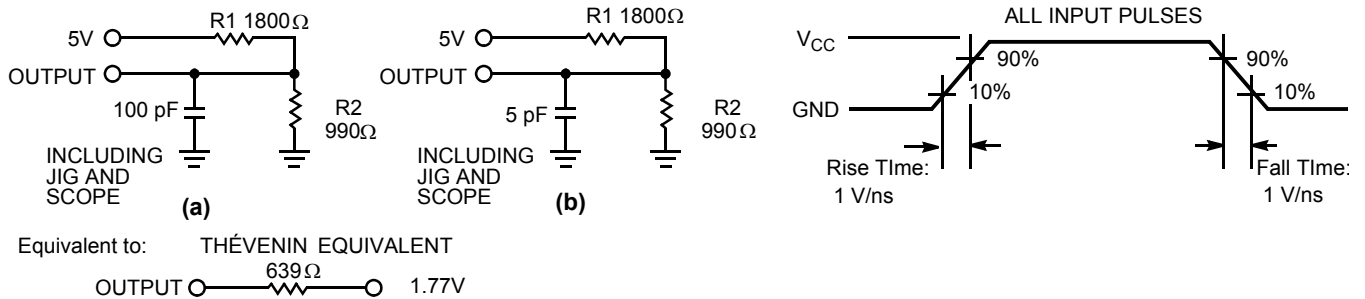 R1 1800Ω
5V
OUTPUT
100 pF
R2
990Ω
INCLUDING
JIG AND
SCOPE
(a)
R1 1800Ω
5V
OUTPUT
5 pF
R2
990Ω
INCLUDING
JIG AND
SCOPE
(b)
ALL INPUT PULSES
VCC
90%
10%
GND
90%
10%
Rise TIme:
1 V/ns
Fall TIme:
1 V/ns
Equivalent to: THÉVENIN EQUIVALENT
639Ω
OUTPUT 1.77V